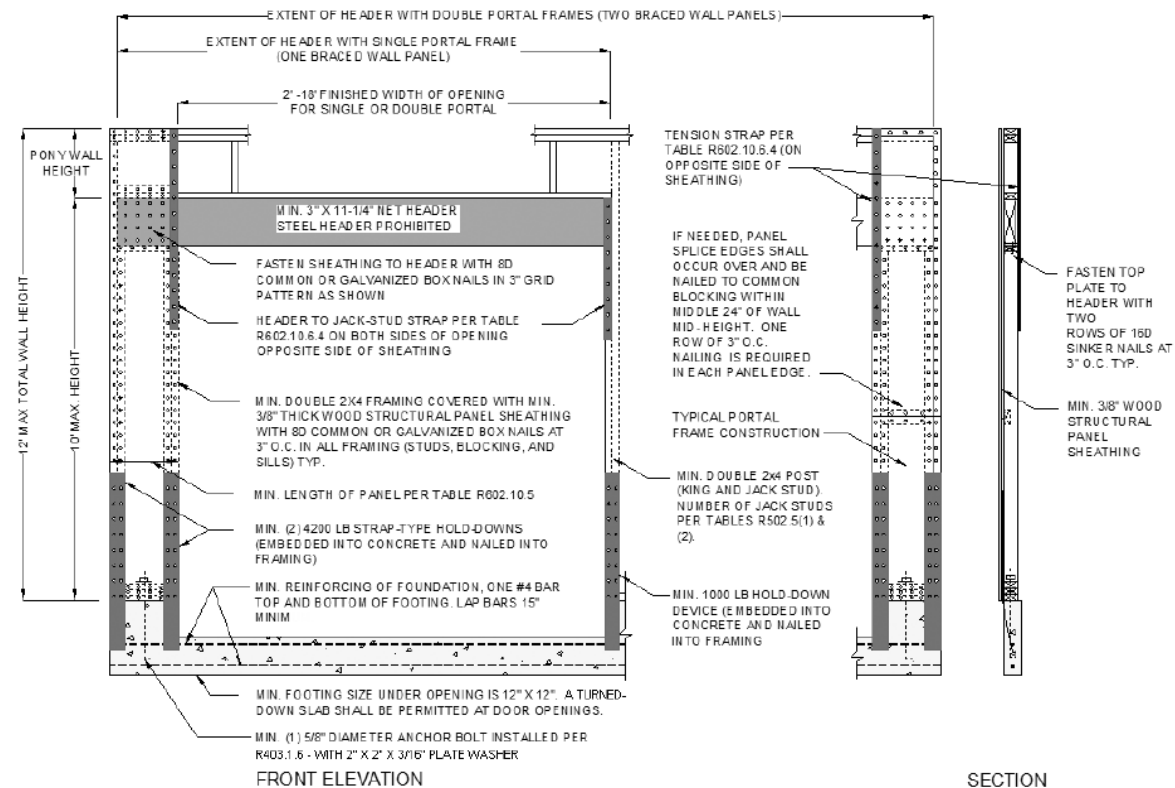 EXTENT OF HEADER WITH DOUBLE PORTAL FRAMES (TWO BRACED WALL PANELS)
EXTENT OF HEADER WITH SINGLE PORTAL FRAME
(ONE BRACED WALL PANEL)
2' -18' FINISHED WIDTH OF OPENING
FOR SINGLE OR DOUBLE PORTAL
PONY WALL
HEIGHT
12' MAX TOTAL WALL HEIGHT
10' MAX. HEIGHT
MIN. 3" X 11-1/4" NET HEADER
STEEL HEADER PROHIBITED
FASTEN SHEATHING TO HEADER WITH 8D
COMMON OR GALVANIZED BOX NAILS IN 3" GRID
PATTERN AS SHOWN
HEADER TO JACK-STUD STRAP PER TABLE
R602.10.6.4 ON BOTH SIDES OF OPENING
OPPOSITE SIDE OF SHEATHING
MIN. DOUBLE 2X4 FRAMING COVERED WITH MIN.
3/8" THICK WOOD STRUCTURAL PANEL SHEATHING
WITH 8D COMMON OR GALVANIZED BOX NAILS AT
3" O.C. IN ALL FRAMING (STUDS, BLOCKING, AND
SILLS) TYP.
MIN. LENGTH OF PANEL PER TABLE R602.10.5
MIN. (2) 4200 LB STRAP-TYPE HOLD-DOWNS
(EMBEDDED INTO CONCRETE AND NAILED INTO
FRAMING)
MIN. REINFORCING OF FOUNDATION, ONE #4 BAR
TOP AND BOTTOM OF FOOTING. LAP BARS 15"
MINIM
MIN. FOOTING SIZE UNDER OPENING IS 12" X 12". A TURNED-
DOWN SLAB SHALL BE PERMITTED AT DOOR OPENINGS.
MIN. (1) 5/8" DIAMETER ANCHOR BOLT INSTALLED PER
R403.1.6 - WITH 2" X 2" X 3/16" PLATE WASHER
FRONT ELEVATION
TENSION STRAP PER
TABLE R602.10.6.4 (ON
OPPOSITE SIDE OF
SHEATHING)
IF NEEDED, PANEL
SPLICE EDGES SHALL
OCCUR OVER AND BE
NAILED TO COMMON
BLOCKING WITHIN
MIDDLE 24" OF WALL
MID-HEIGHT. ONE
ROW OF 3" O.C.
NAILING IS REQUIRED
IN EACH PANEL EDGE.
TYPICAL PORTAL
FRAME CONSTRUCTION
MIN. DOUBLE 2x4 POST
(KING AND JACK STUD).
NUMBER OF JACK STUDS
PER TABLES R502.5(1) &
(2).
MIN. 1000 LB HOLD-DOWN
DEVICE (EMBEDDED INTO
CONCRETE AND NAILED
INTO FRAMING
FASTEN TOP
PLATE TO
HEADER WITH
TWO
ROWS OF 16D
SINKER NAILS AT
3" O.C. TYP.
MIN. 3/8" WOOD
STRUCTURAL
PANEL
SHEATHING
SECTION